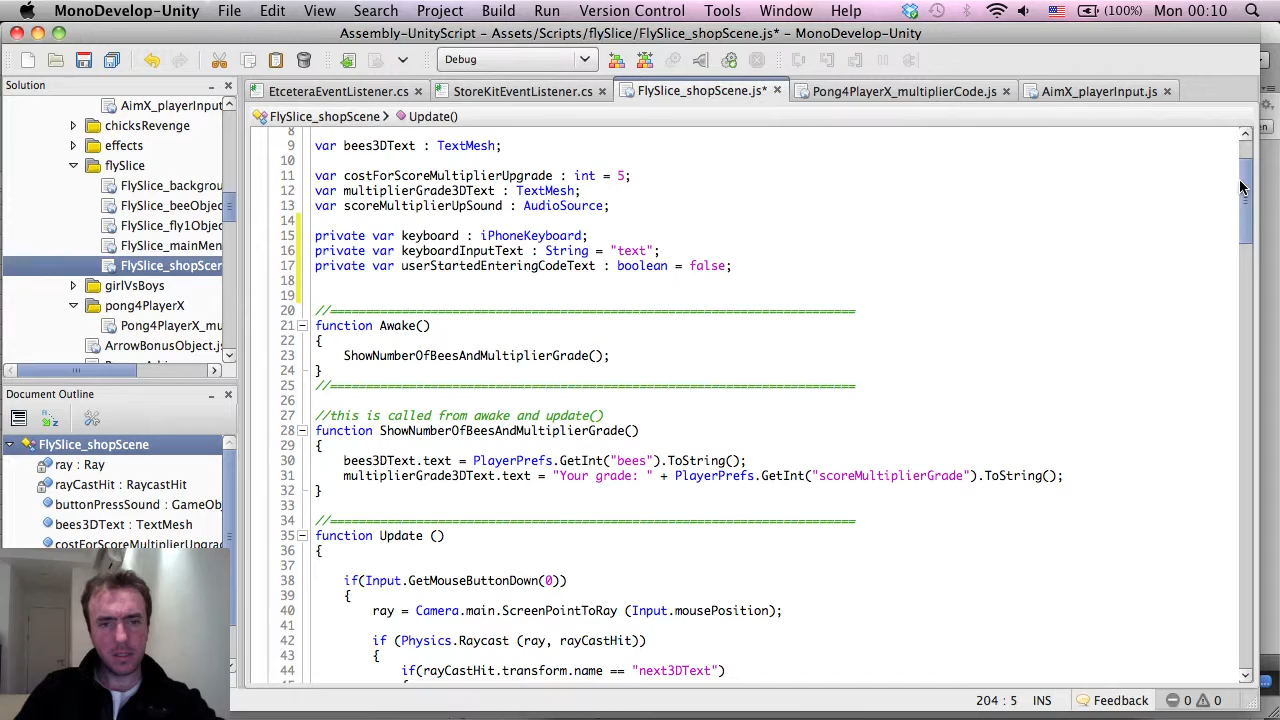 MonoDevelop-Unity File Edit View Search Project Build Run Version Control Tools Window Help (100%) Mon 00:10
Assembly-UnityScript - Assets/Scripts/flySlice/FlySlice_shopScene.js* - MonoDevelop-Unity
Debug
Solution
AimX_playerInput
chicksRevenge
effects
flySlice
FlySlice_backgrou
FlySlice_beeObjec
FlySlice_fly1Objec
FlySlice_mainMen
FlySlice_shopScer
girlVsBoys
pong4PlayerX
Pong4PlayerX_mu
ArrowBonusObject.js
Document Outline
FlySlice_shopScene
ray : Ray
rayCastHit : RaycastHit
buttonPressSound : GameObj
bees3DText : TextMesh
costForScoreMultiplierUpgrad
EtceteraEventListener.cs StoreKitEventListener.cs FlySlice_shopScene.js* Pong4PlayerX_multiplierCode.js AimX_playerInput.js
FlySlice_shopScene Update()
8
9 var bees3DText : TextMesh;
10
11 var costForScoreMultiplierUpgrade : int = 5;
12 var multiplierGrade3DText : TextMesh;
13 var scoreMultiplierUpSound : AudioSource;
14
15 private var keyboard : iPhoneKeyboard;
16 private var keyboardInputText : String = "text";
17 private var userStartedEnteringCodeText : boolean = false;
18
19
20 //=========================================================================
21 function Awake()
22 {
23 ShowNumberOfBeesAndMultiplierGrade();
24 }
25 //=========================================================================
26
27 //this is called from awake and update()
28 function ShowNumberOfBeesAndMultiplierGrade()
29 {
30 bees3DText.text = PlayerPrefs.GetInt("bees").ToString();
31 multiplierGrade3DText.text = "Your grade: " + PlayerPrefs.GetInt("scoreMultiplierGrade").ToString();
32 }
33
34 //=========================================================================
35 function Update ()
36 {
37
38 if(Input.GetMouseButtonDown(0))
39 {
40 ray = Camera.main.ScreenPointToRay (Input.mousePosition);
41
42 if (Physics.Raycast (ray, rayCastHit))
43 {
44 if(rayCastHit.transform.name == "next3DText")
204 : 5 INS Feedback 0 0